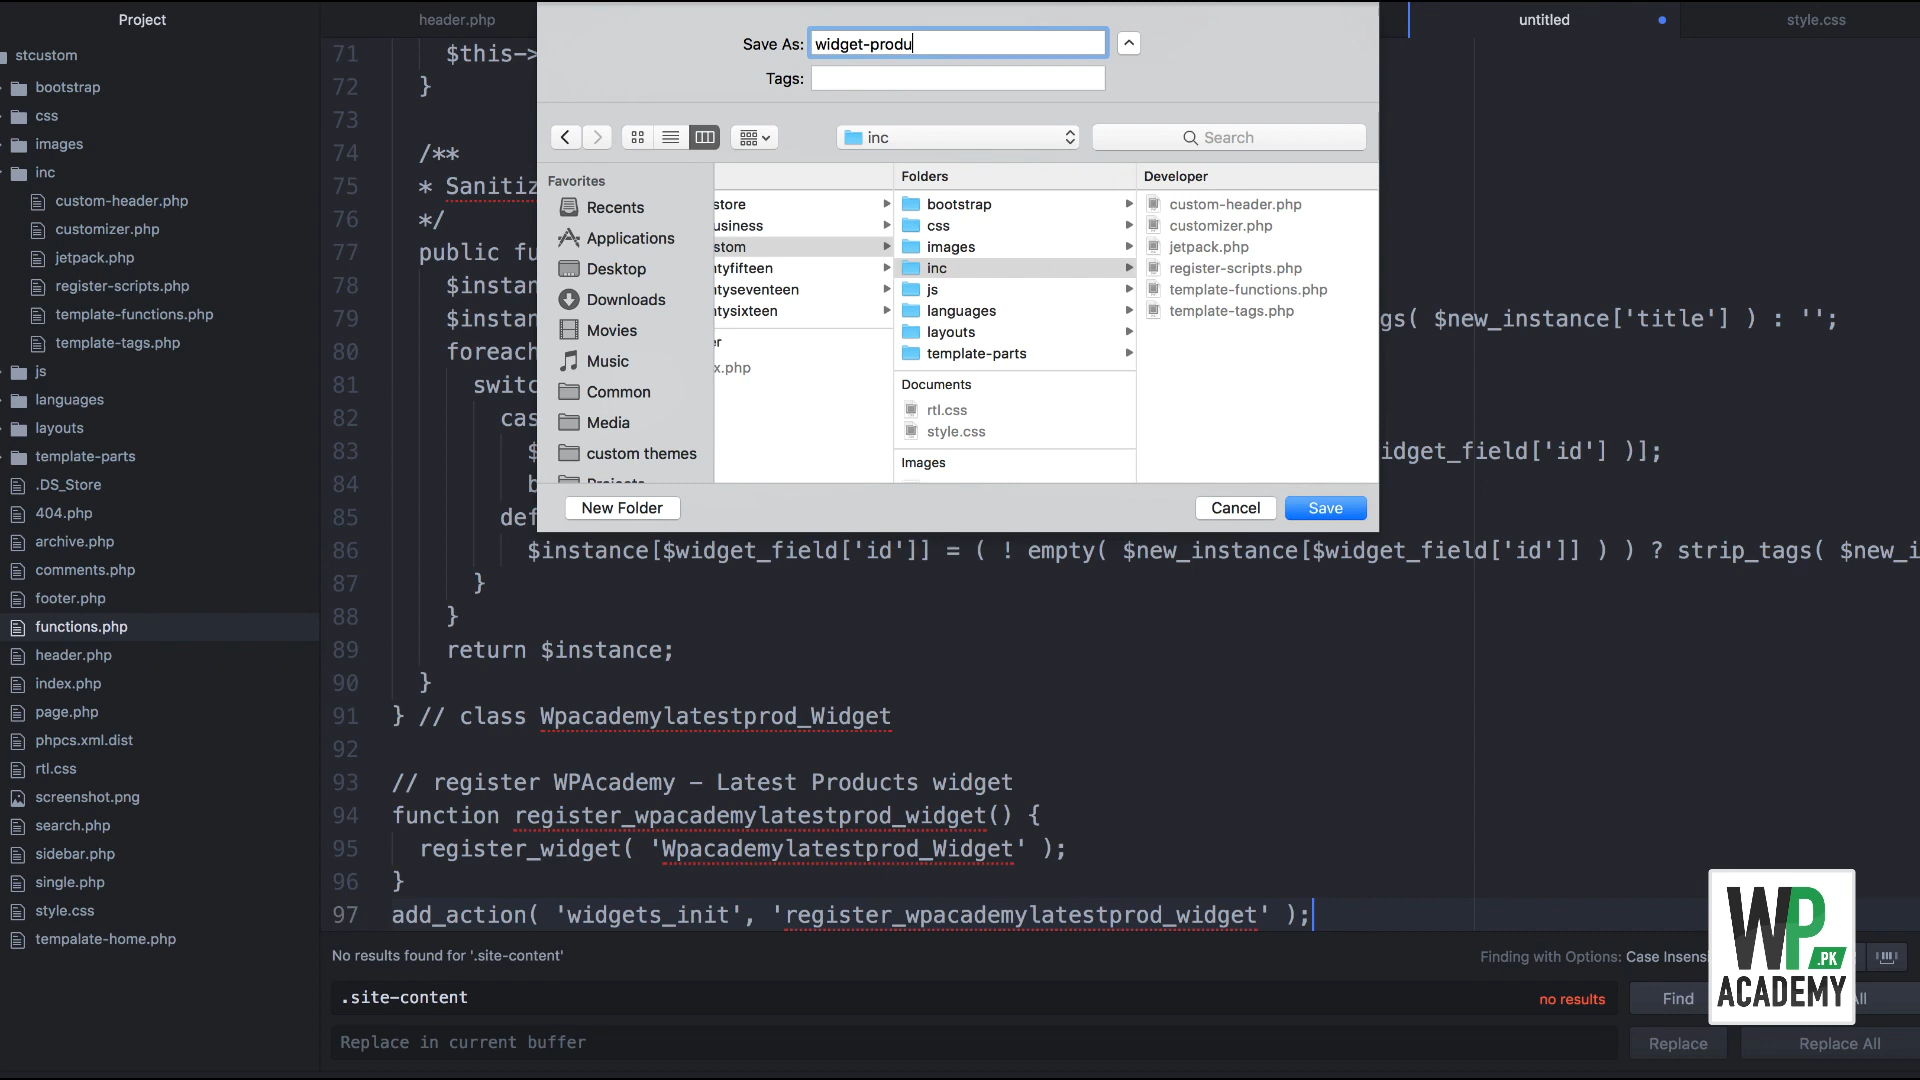 Project
stcustom
bootstrap
css
images
inc
custom-header.php
customizer.php
jetpack.php
register-scripts.php
template-functions.php
template-tags.php
js
languages
layouts
template-parts
.DS_Store
404.php
archive.php
comments.php
footer.php
functions.php
header.php
index.php
page.php
phpcs.xml.dist
rtl.css
screenshot.png
search.php
sidebar.php
single.php
style.css
tempalate-home.php
header.php
untitled
style.css
Save As: widget-produ
Tags:
inc
Search
Favorites
Recents
Applications
Desktop
Downloads
Movies
Music
Common
Media
custom themes
store
usiness
stom
ntyfifteen
ntyseventeen
ntysixteen
er
x.php
Folders
bootstrap
css
images
inc
js
languages
layouts
template-parts
Documents
rtl.css
style.css
Images
Developer
custom-header.php
customizer.php
jetpack.php
register-scripts.php
template-functions.php
template-tags.php
New Folder
Cancel
Save
71 $this->
72 }
73
74 /**
75 * Sanitiz
76 */
77 public fu
78 $instan
79 $instan gs( $new_instance['title'] ) : '';
80 foreach
81 switc
82 cas
83 $ idget_field['id'] )];
84 b
85 def
86 $instance[$widget_field['id']] = ( ! empty( $new_instance[$widget_field['id']] ) ) ? strip_tags( $new_i
87 }
88 }
89 return $instance;
90 }
91 } // class Wpacademylatestprod_Widget
92
93 // register WPAcademy - Latest Products widget
94 function register_wpacademylatestprod_widget() {
95 register_widget( 'Wpacademylatestprod_Widget' );
96 }
97 add_action( 'widgets_init', 'register_wpacademylatestprod_widget' );
No results found for '.site-content'
Finding with Options: Case Insensi
.site-content
no results
Find
All
Replace in current buffer
Replace
Replace All
WP
.PK
ACADEMY